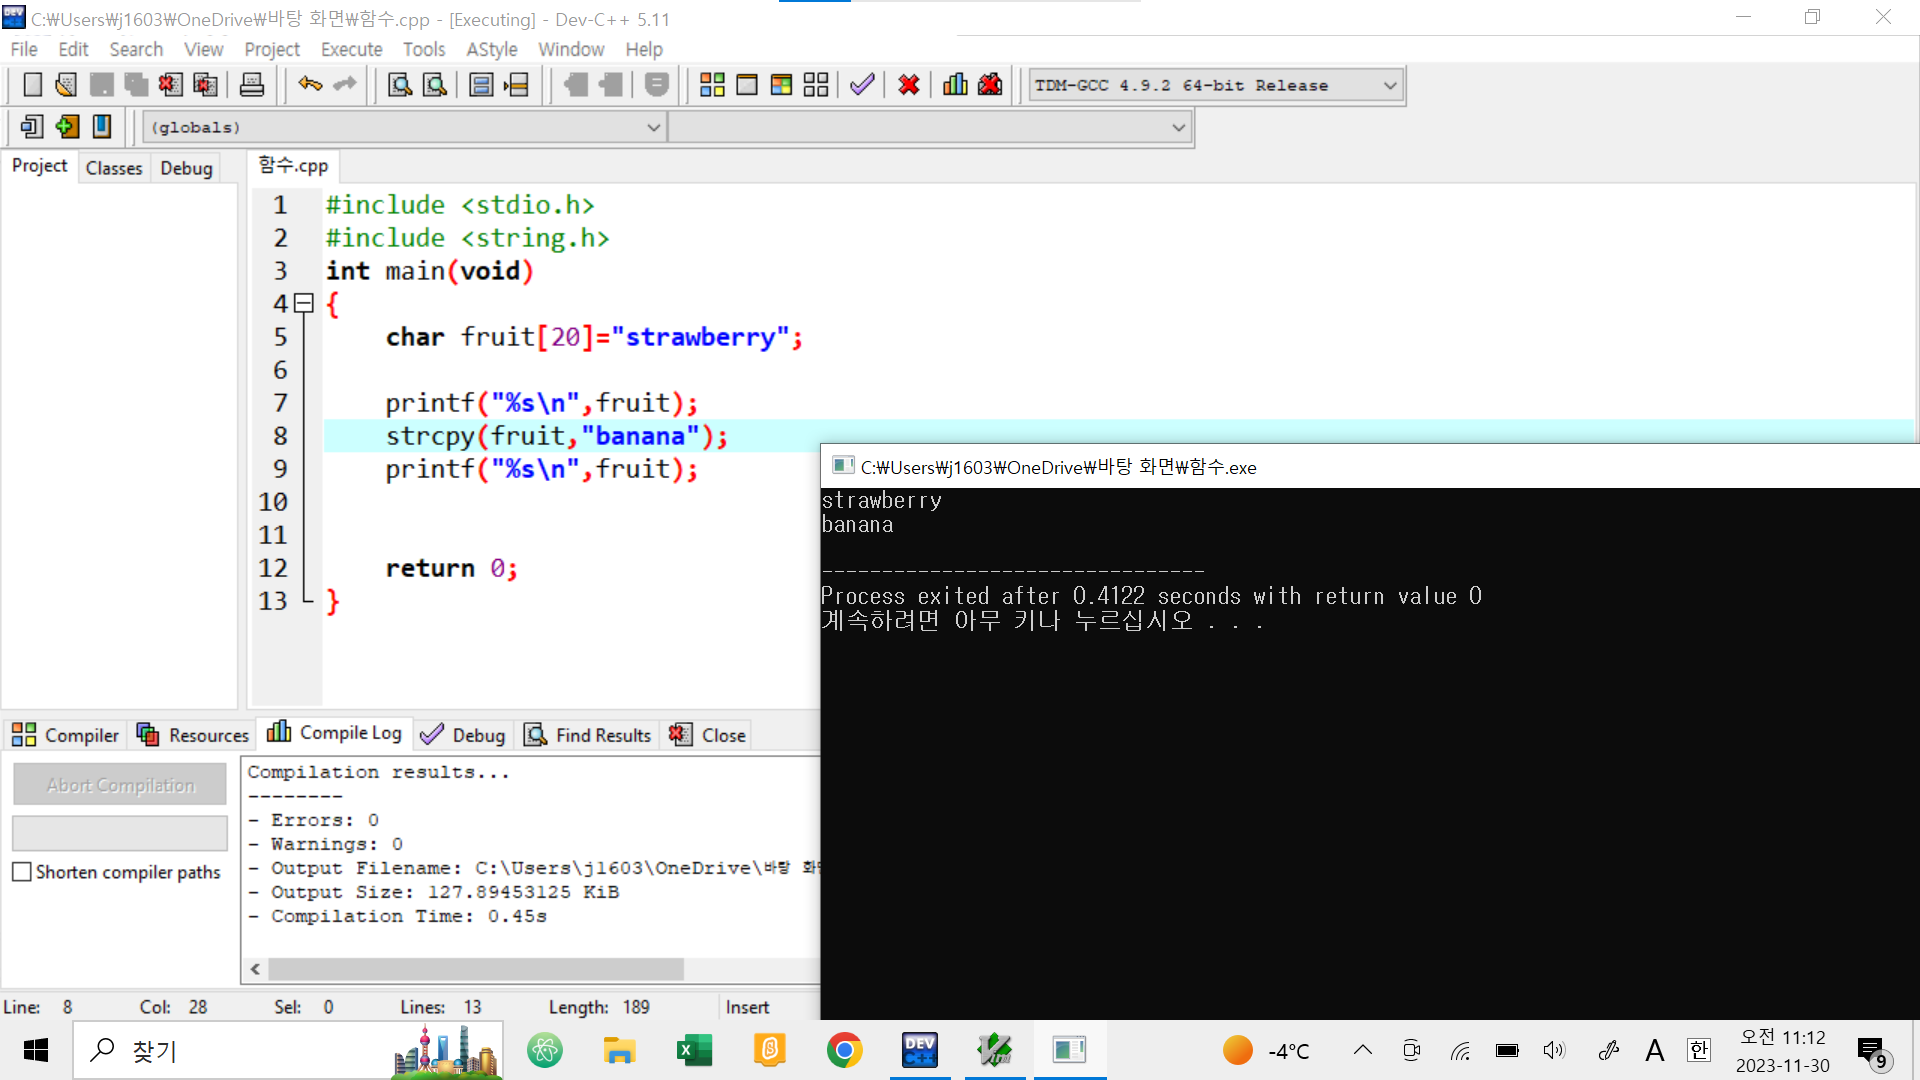 C:₩Users₩j1603₩OneDrive₩바탕 화면₩함수.cpp - [Executing] - Dev-C++ 5.11
File Edit Search View Project Execute Tools AStyle Window Help
TDM-GCC 4.9.2 64-bit Release
(globals)
Project Classes Debug
함수.cpp
1 #include <stdio.h>
2 #include <string.h>
3 int main(void)
4 {
5 char fruit[20]="strawberry";
6
7 printf("%s\n",fruit);
8 strcpy(fruit,"banana");
9 printf("%s\n",fruit);
10
11
12 return 0;
13 }
C:₩Users₩j1603₩OneDrive₩바탕 화면₩함수.exe
strawberry
banana
--------------------------------
Process exited after 0.4122 seconds with return value 0
계속하려면 아무 키나 누르십시오 . . .
Compiler Resources Compile Log Debug Find Results Close
Abort Compilation
Shorten compiler paths
Compilation results...
--------
- Errors: 0
- Warnings: 0
- Output Filename: C:\Users\j1603\OneDrive\바탕
- Output Size: 127.89453125 KiB
- Compilation Time: 0.45s
Line: 8 Col: 28 Sel: 0 Lines: 13 Length: 189 Insert
찾기
DEV C++
-4°C
A
한
오전 11:12
2023-11-30
9